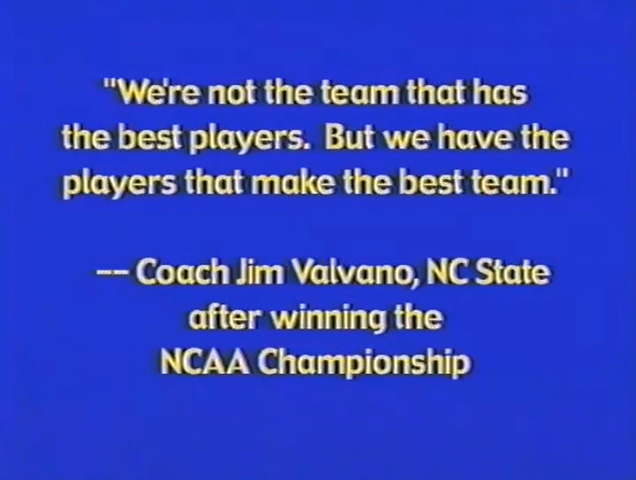 "We're not the team that has
the best players. But we have the
players that make the best team."
-- Coach Jim Valvano, NC State
after winning the
NCAA Championship